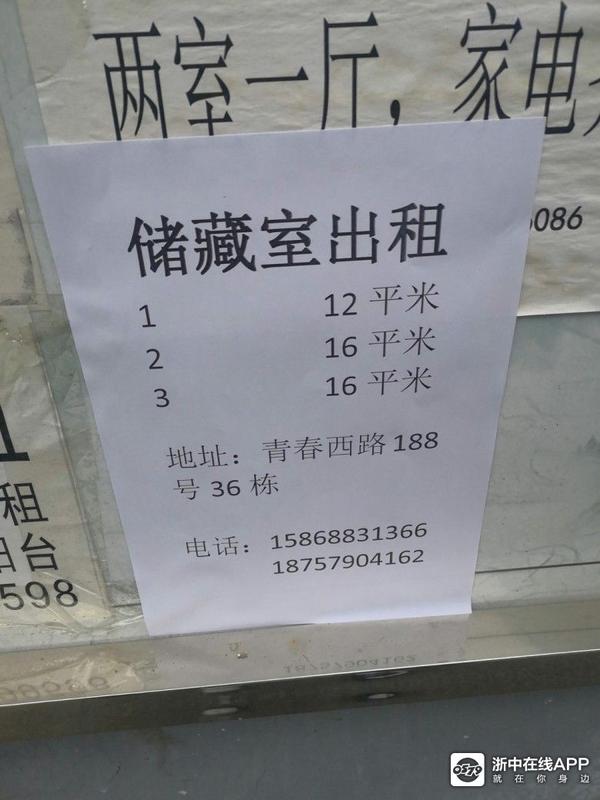 两室一厅，家电
6086
储藏室出租
1 12 平米
2 16 平米
3 16 平米
地址：青春西路 188
号 36 栋
电话：15868831366
18757904162
1
租
阳台
598
18757904162
浙中在线APP
就在你身边